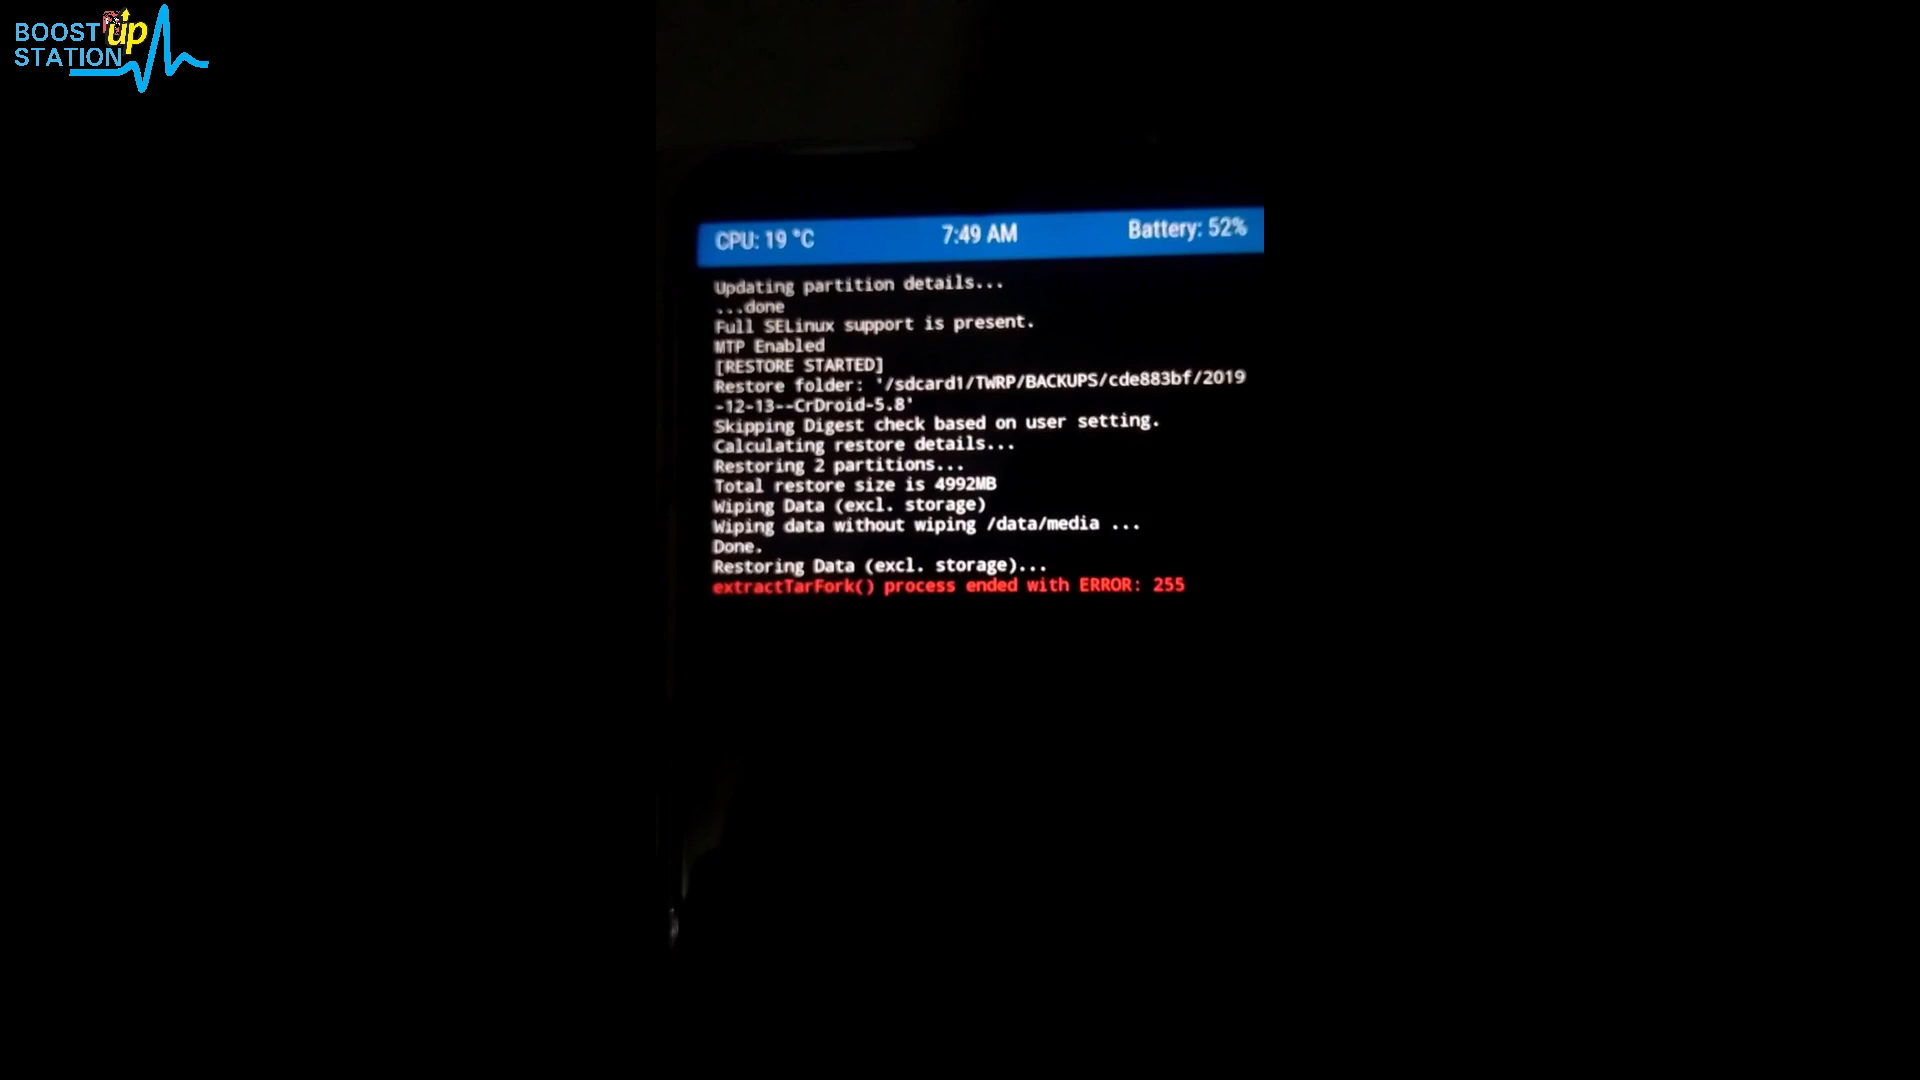 BOOST up
STATION
CPU: 19 °C 7:49 AM Battery: 52%
Updating partition details...
...done
Full SELinux support is present.
MTP Enabled
[RESTORE STARTED]
Restore folder: '/sdcard1/TWRP/BACKUPS/cde883bf/2019
-12-13--CrDroid-5.8'
Skipping Digest check based on user setting.
Calculating restore details...
Restoring 2 partitions...
Total restore size is 4992MB
Wiping Data (excl. storage)
Wiping data without wiping /data/media ...
Done.
Restoring Data (excl. storage)...
extractTarFork() process ended with ERROR: 255